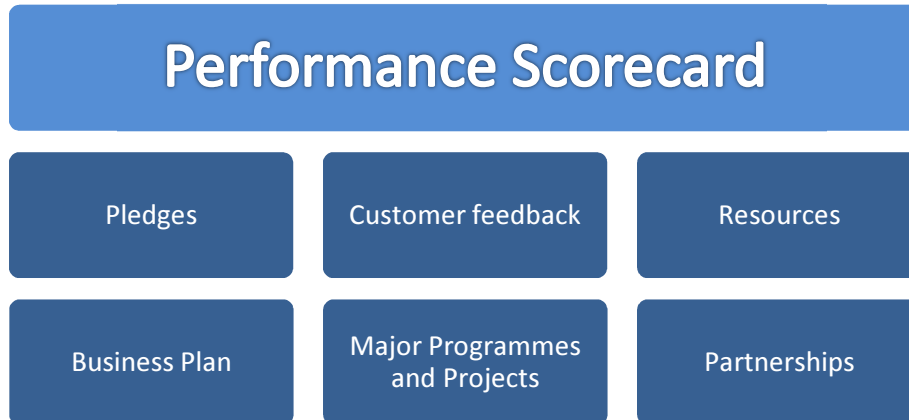 Performance Scorecard
Pledges
Customer feedback
Resources
Business Plan
Major Programmes
and Projects
Partnerships